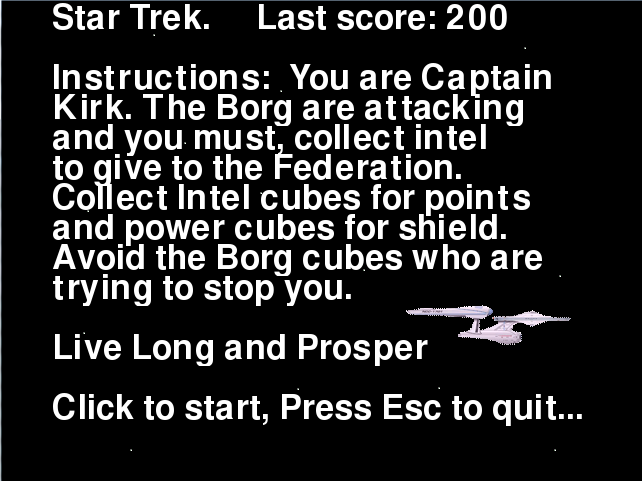 Star Trek. Last score: 200
Instructions: You are Captain
Kirk. The Borg are attacking
and you must, collect intel
to give to the Federation.
Collect Intel cubes for points
and power cubes for shield.
Avoid the Borg cubes who are
trying to stop you.
Live Long and Prosper
Click to start, Press Esc to quit...